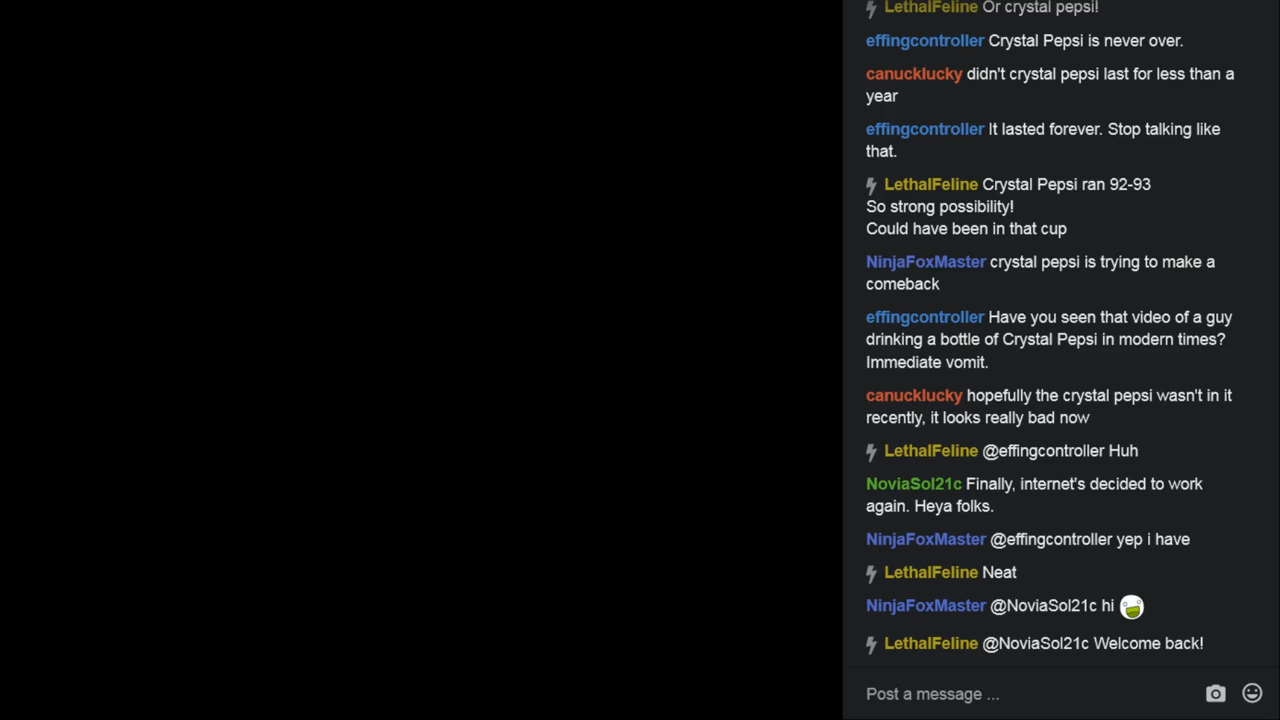 LethalFeline Or crystal pepsi!
effingcontroller Crystal Pepsi is never over.
canucklucky didn't crystal pepsi last for less than a
year
effingcontroller It lasted forever. Stop talking like
that.
LethalFeline Crystal Pepsi ran 92-93
So strong possibility!
Could have been in that cup
NinjaFoxMaster crystal pepsi is trying to make a
comeback
effingcontroller Have you seen that video of a guy
drinking a bottle of Crystal Pepsi in modern times?
Immediate vomit.
canucklucky hopefully the crystal pepsi wasn't in it
recently, it looks really bad now
LethalFeline @effingcontroller Huh
NoviaSol21c Finally, internet's decided to work
again. Heya folks.
NinjaFoxMaster @effingcontroller yep i have
LethalFeline Neat
NinjaFoxMaster @NoviaSol21c hi
LethalFeline @NoviaSol21c Welcome back!
Post a message ...